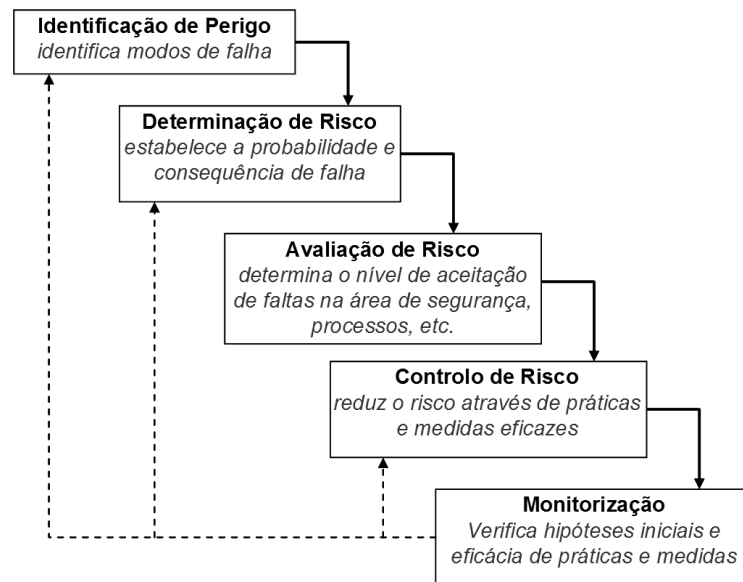 Identificação de Perigo
identifica modos de falha
Determinação de Risco
estabelece a probabilidade e
consequência de falha
Avaliação de Risco
determina o nível de aceitação
de faltas na área de segurança,
processos, etc.
Controlo de Risco
reduz o risco através de práticas
e medidas eficazes
Monitorização
Verifica hipóteses iniciais e
eficácia de práticas e medidas